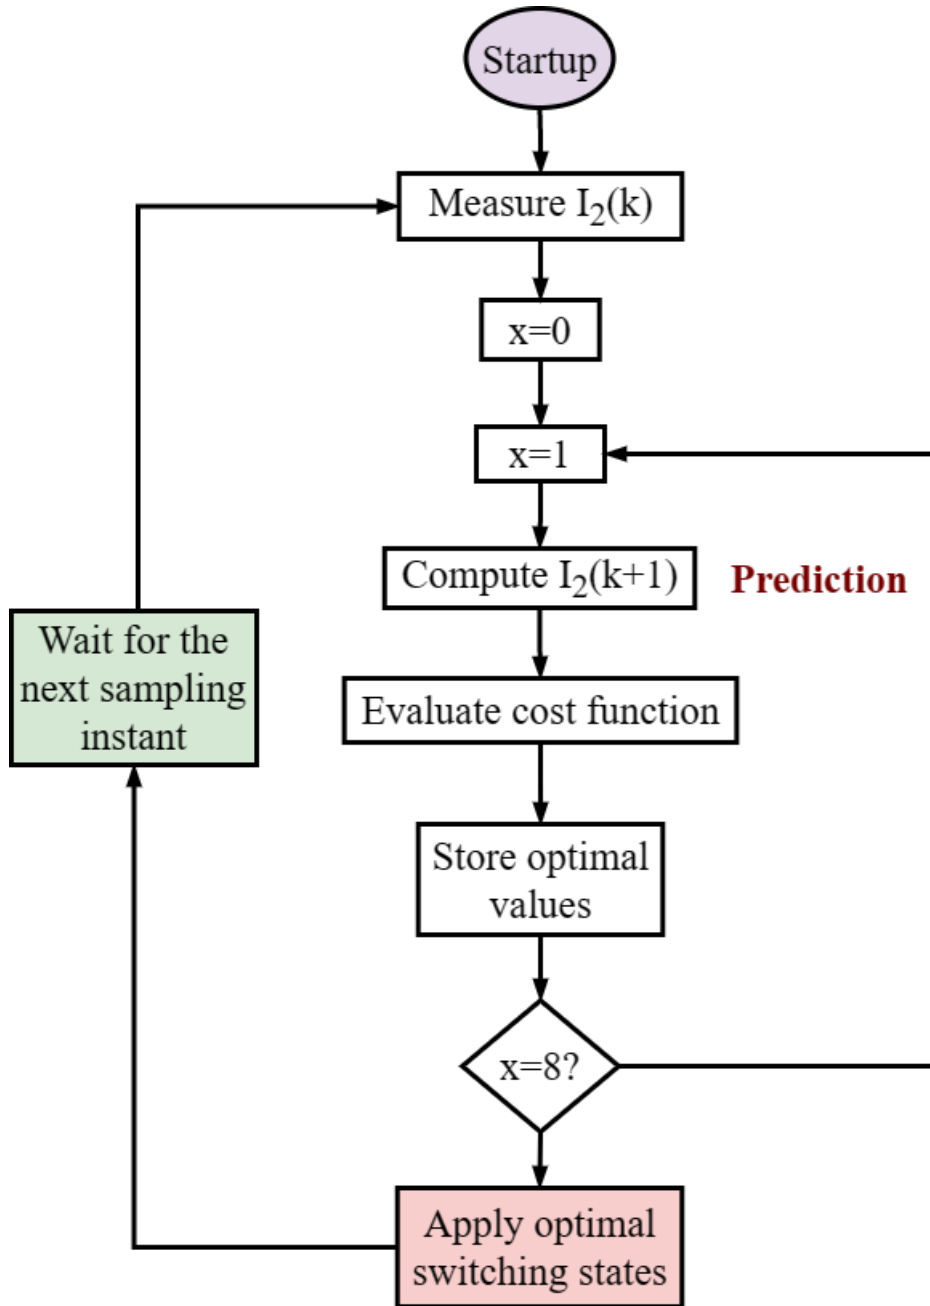 Startup
Measure I₂(k)
x=0
x=1
Compute I₂(k+1)
Prediction
Wait for the
next sampling
instant
Evaluate cost function
Store optimal
values
x=8?
Apply optimal
switching states